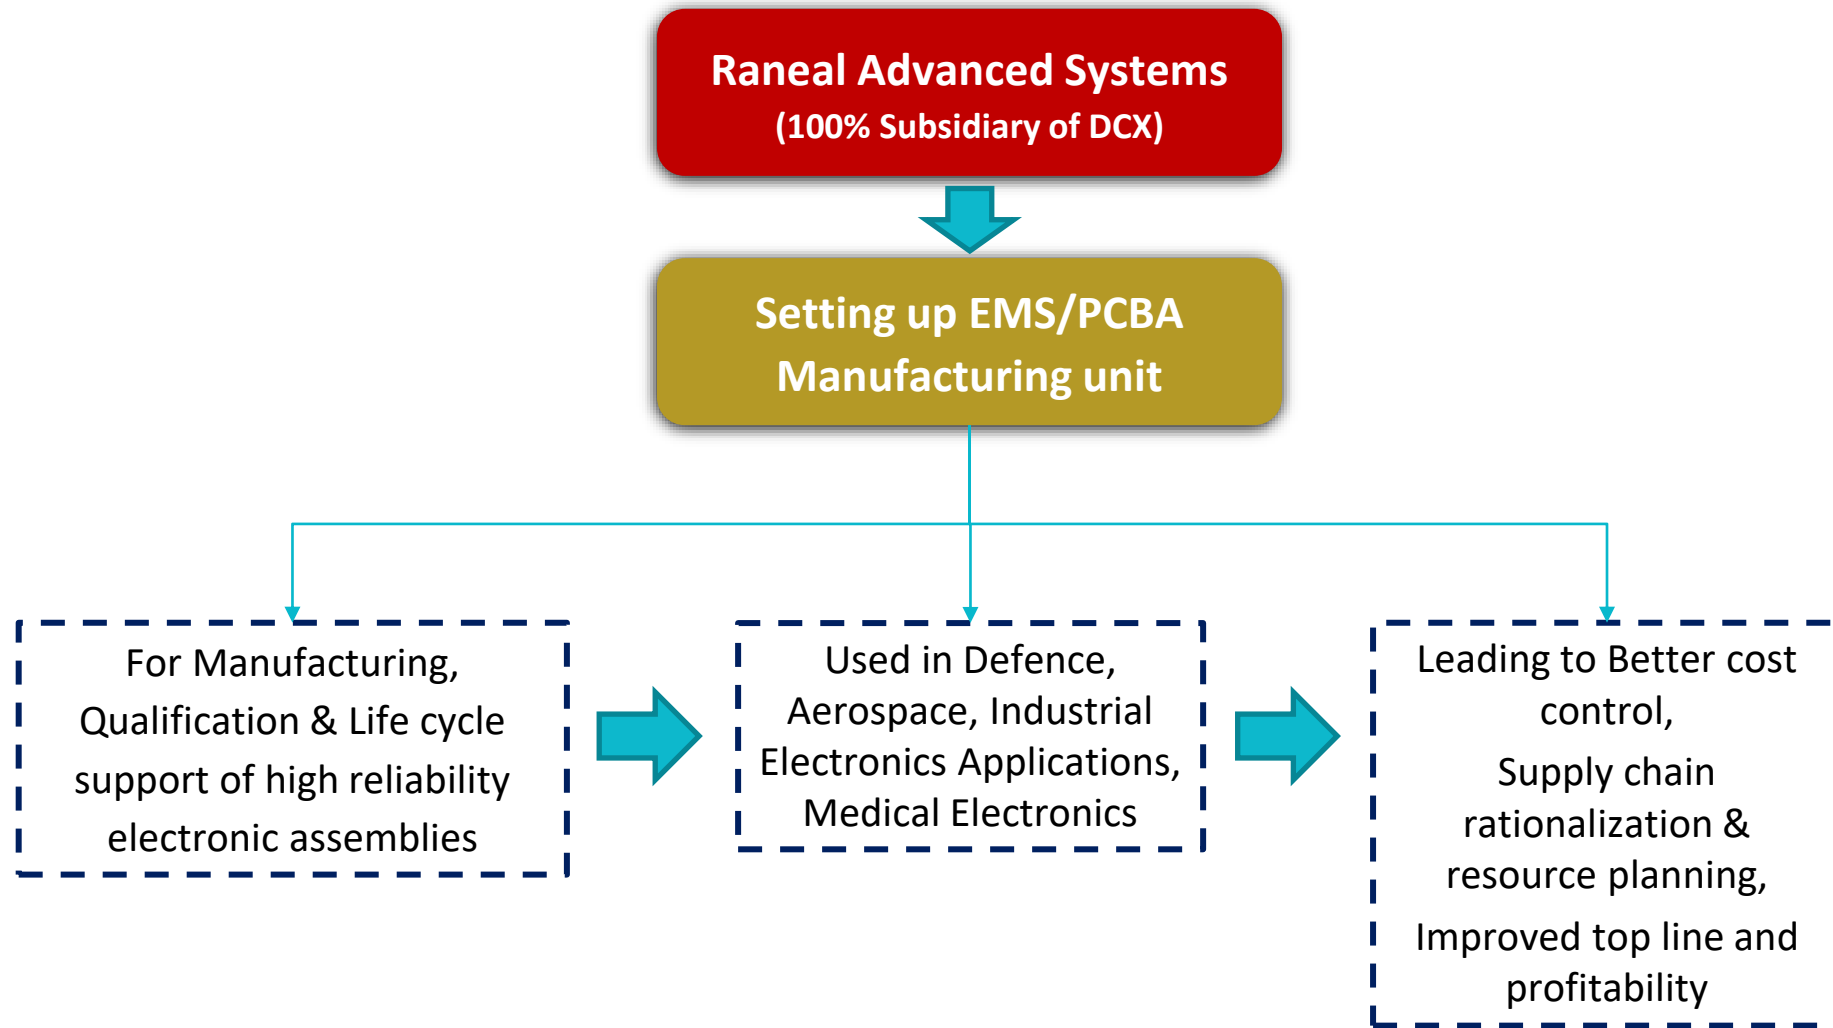 Raneal Advanced Systems
(100% Subsidiary of DCX)
Setting up EMS/PCBA
Manufacturing unit
For Manufacturing,
Qualification & Life cycle
support of high reliability
electronic assemblies
Used in Defence,
Aerospace, Industrial
Electronics Applications,
Medical Electronics
Leading to Better cost
control,
Supply chain
rationalization &
resource planning,
Improved top line and
profitability